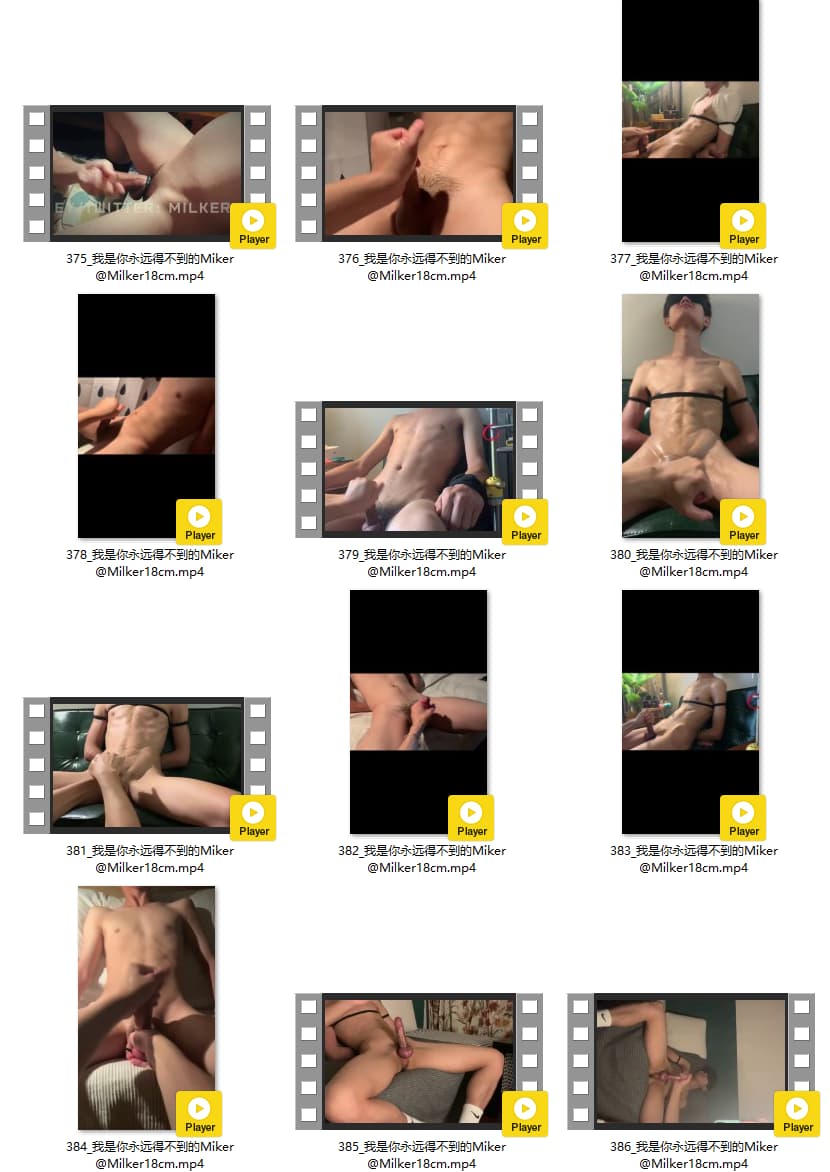 EY TWITTER: MILKER
Player
Player
Player
375_我是你永远得不到的Miker
@Milker18cm.mp4
376_我是你永远得不到的Miker
@Milker18cm.mp4
377_我是你永远得不到的Miker
@Milker18cm.mp4
Player
Player
Player
378_我是你永远得不到的Miker
@Milker18cm.mp4
379_我是你永远得不到的Miker
@Milker18cm.mp4
380_我是你永远得不到的Miker
@Milker18cm.mp4
Player
Player
Player
381_我是你永远得不到的Miker
@Milker18cm.mp4
382_我是你永远得不到的Miker
@Milker18cm.mp4
383_我是你永远得不到的Miker
@Milker18cm.mp4
Player
Player
Player
384_我是你永远得不到的Miker
@Milker18cm.mp4
385_我是你永远得不到的Miker
@Milker18cm.mp4
386_我是你永远得不到的Miker
@Milker18cm.mp4